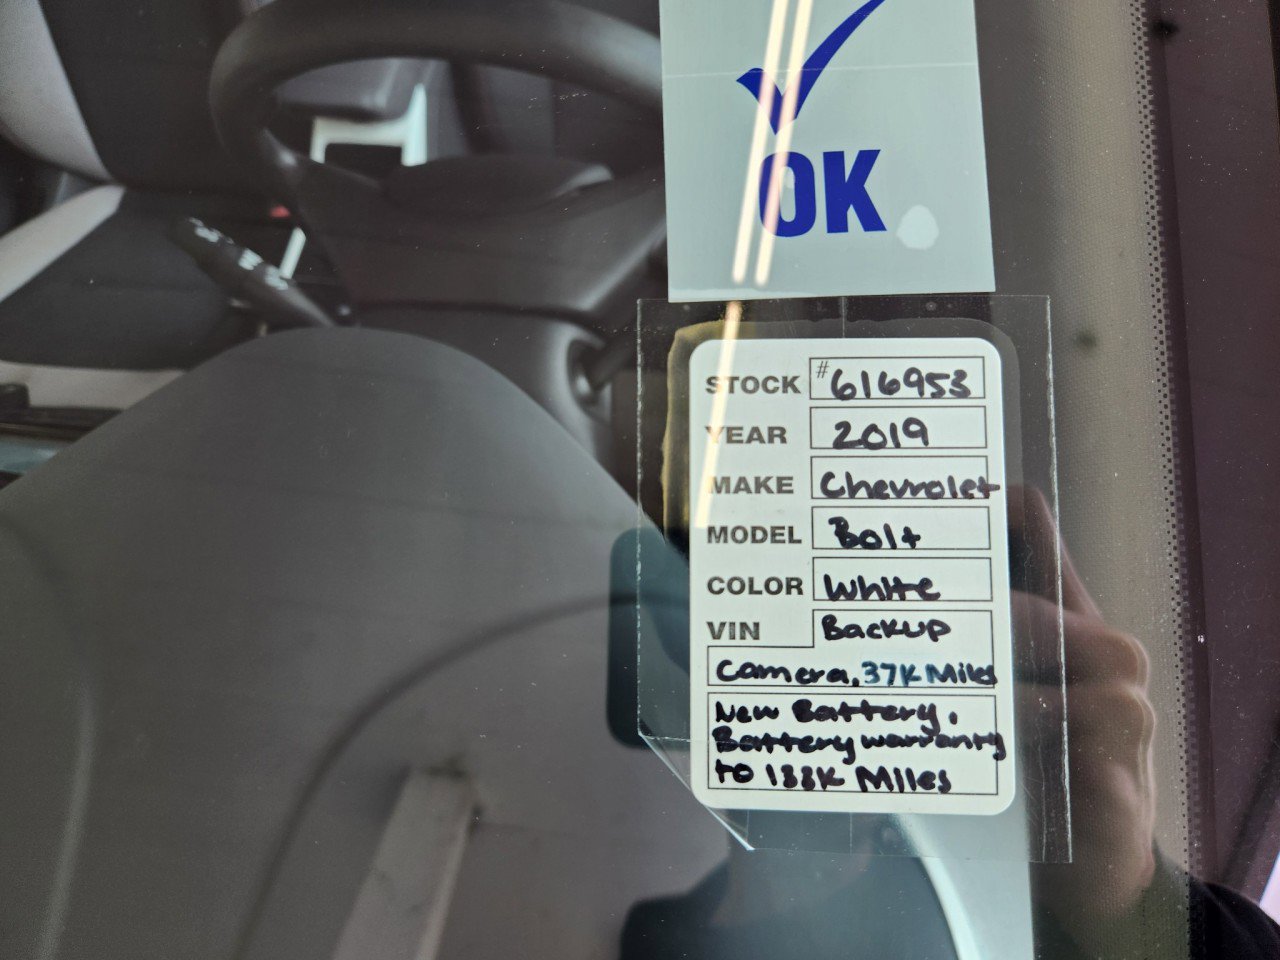 OK
STOCK #616953
YEAR 2019
MAKE Chevrolet
MODEL Bolt
COLOR White
VIN Backup
Camera, 37K Miles
New Battery.
Battery warranty
to 133K Miles